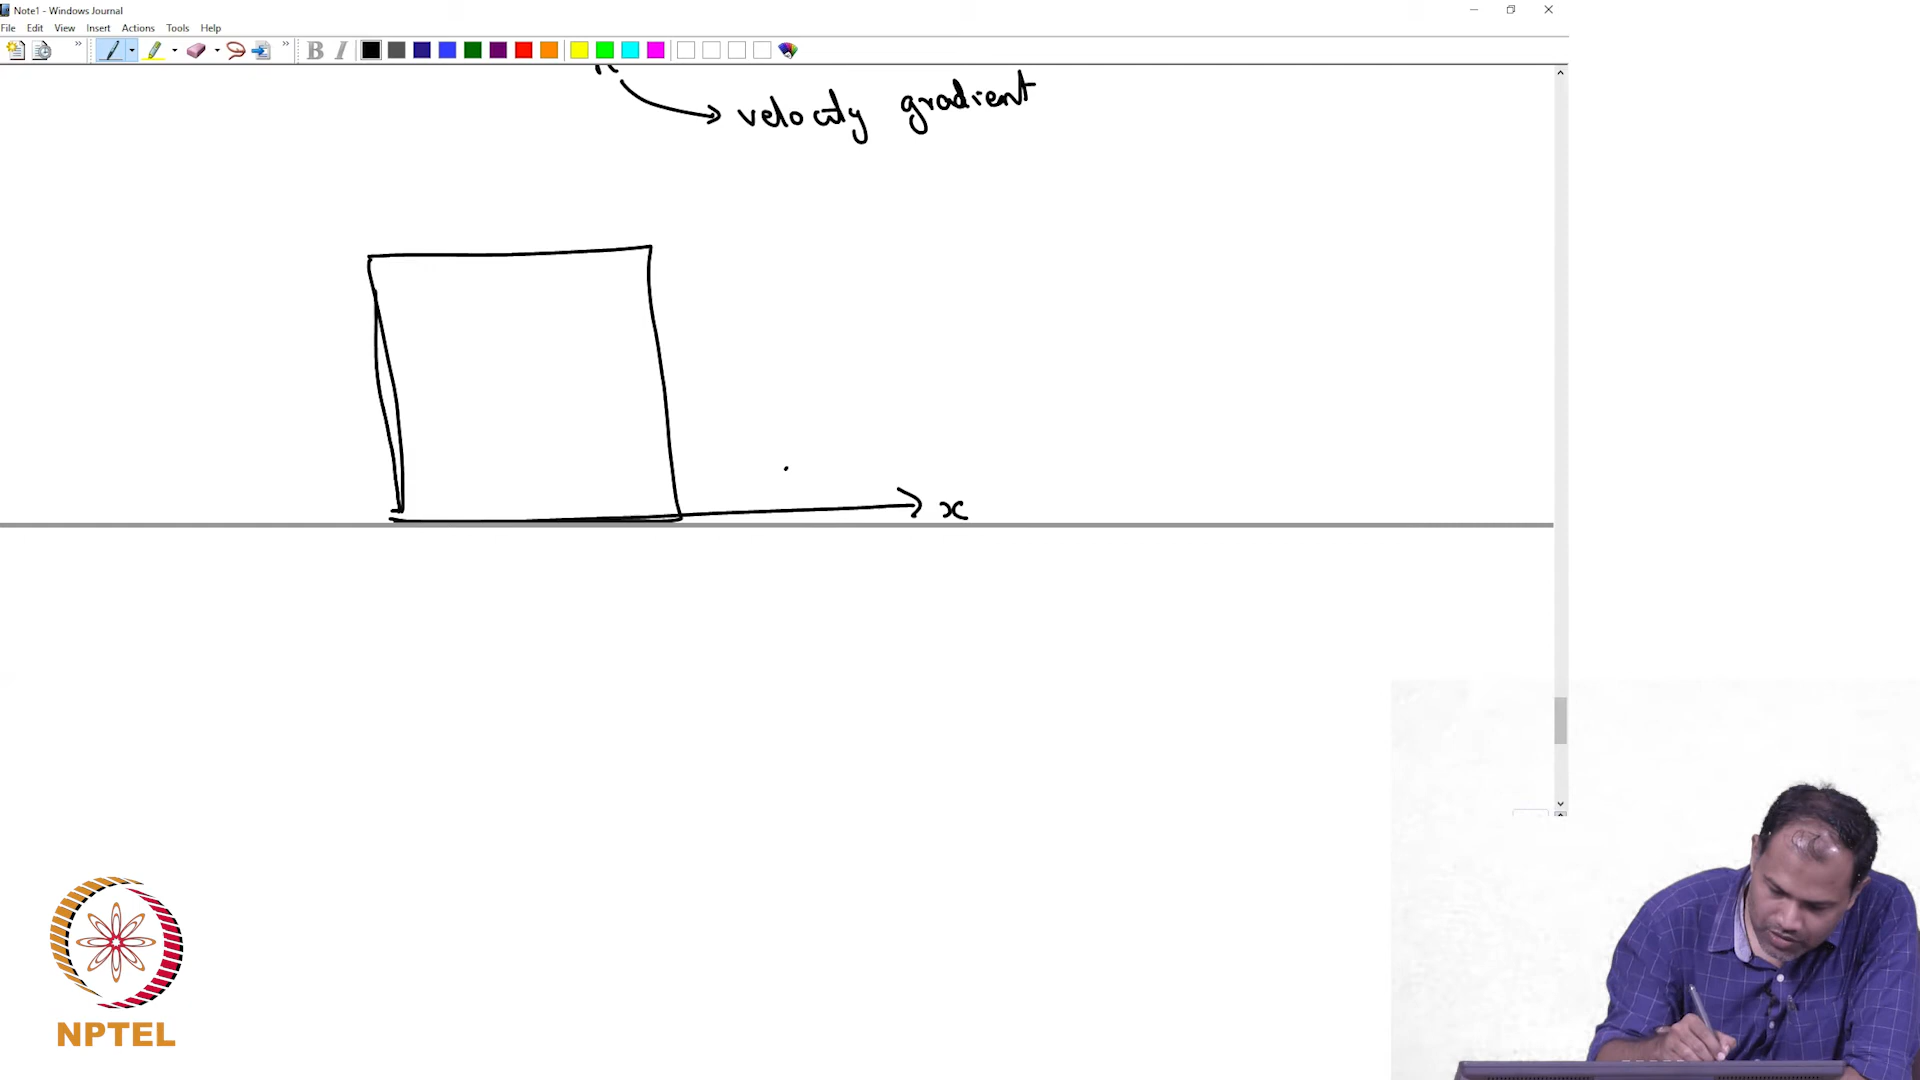 Note1 - Windows Journal
File Edit View Insert Actions Tools Help
B I
velocity gradient
x
NPTEL